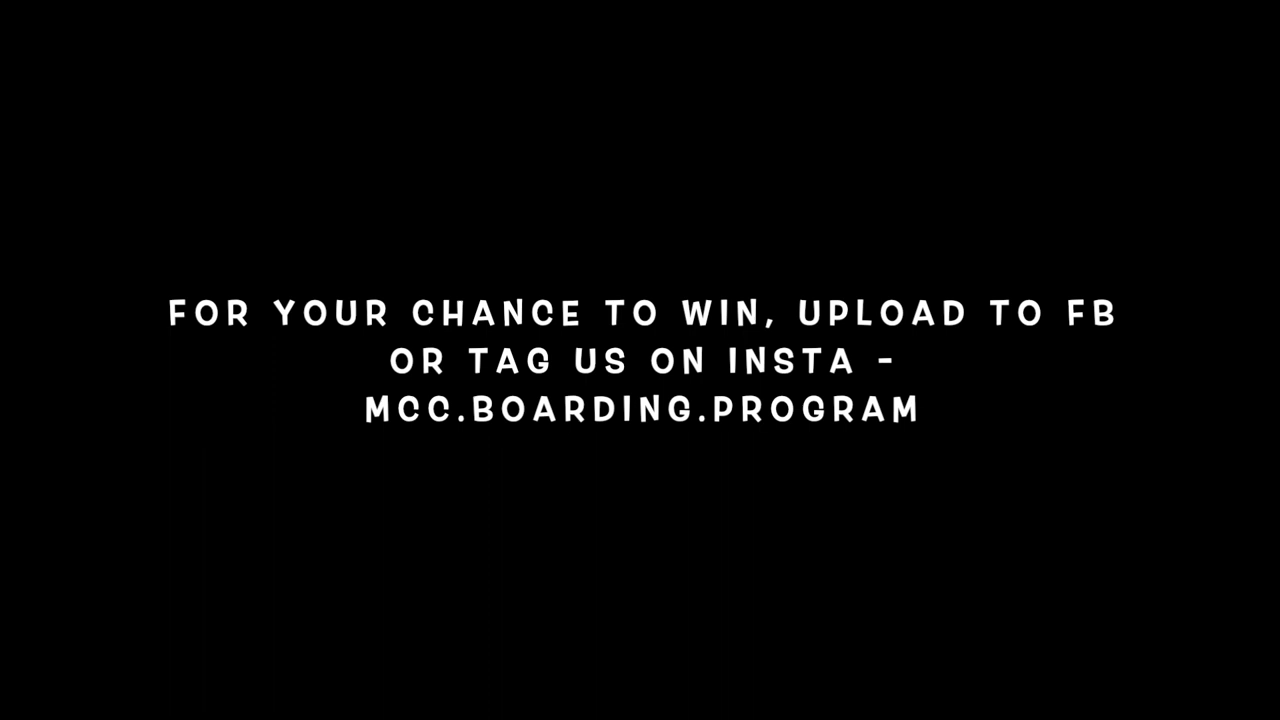 FOR YOUR CHANCE TO WIN, UPLOAD TO FB
OR TAG US ON INSTA -
MCC.BOARDING.PROGRAM